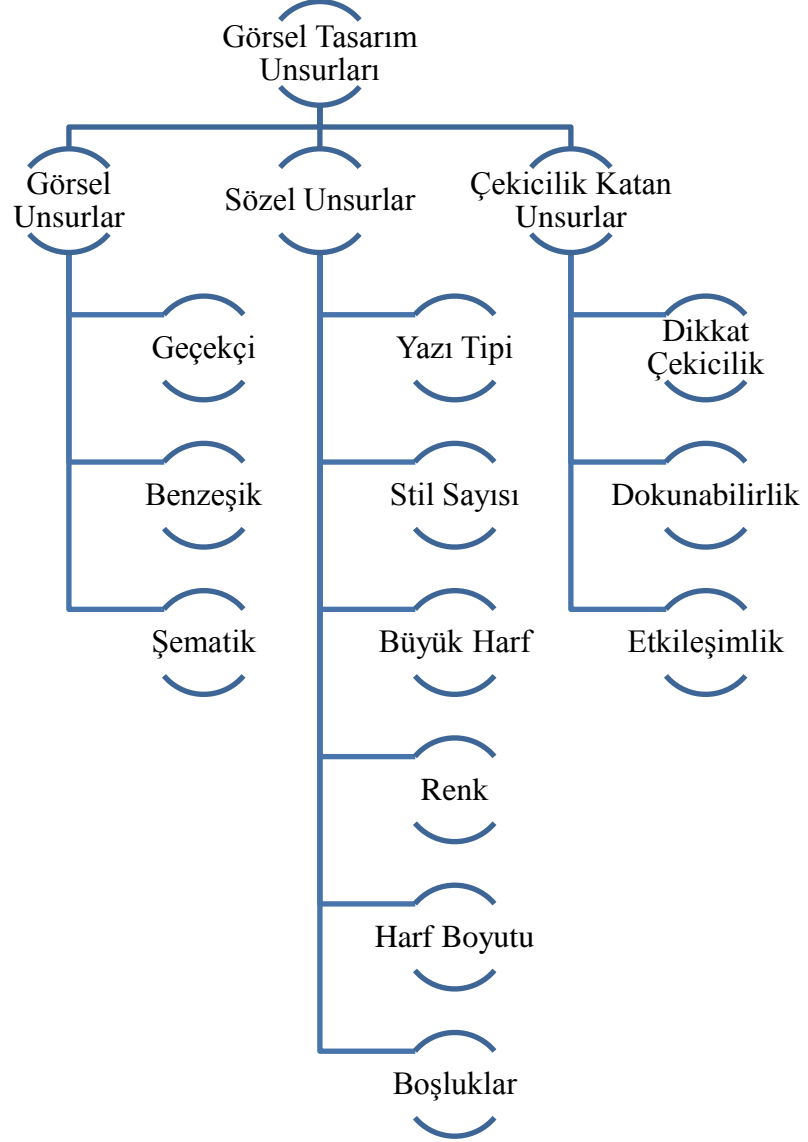 Görsel Tasarım
Unsurları
Görsel
Unsurlar
Sözel Unsurlar
Çekicilik Katan
Unsurlar
Geçekçi
Benzeşik
Şematik
Yazı Tipi
Stil Sayısı
Büyük Harf
Renk
Harf Boyutu
Boşluklar
Dikkat
Çekicilik
Dokunabilirlik
Etkileşimlik